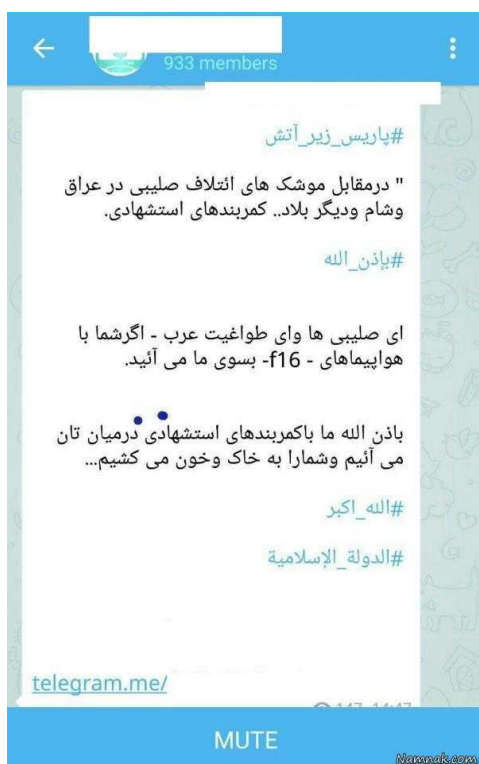 933 members
#پاریس_زیر_آتش
" درمقابل موشک های ائتلاف صلیبی در عراق
وشام ودیگر بلاد.. کمربندهای استشهادی.
#بإذن_الله
ای صلیبی ها وای طواغیت عرب - اگرشما با
هواپیماهای - f16- بسوی ما می آئید.
باذن الله ما باکمربندهای استشهادی درمیان تان
می آئیم وشمارا به خاک وخون می کشیم...
#الله_اکبر
#الدولة_الإسلامية
telegram.me/
MUTE
Namnak.com